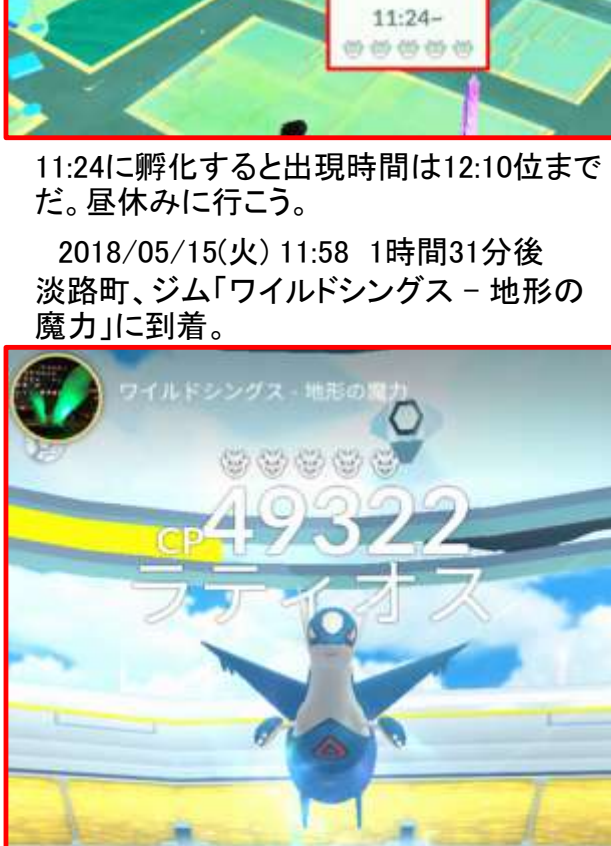 11:24~
11:24に孵化すると出現時間は12:10位まで
だ。昼休みに行こう。
2018/05/15(火) 11:58 1時間31分後
淡路町、ジム「ワイルドシングス – 地形の
魔力」に到着。
ワイルドシングス - 地形の魔力
CP49322
ラティオス